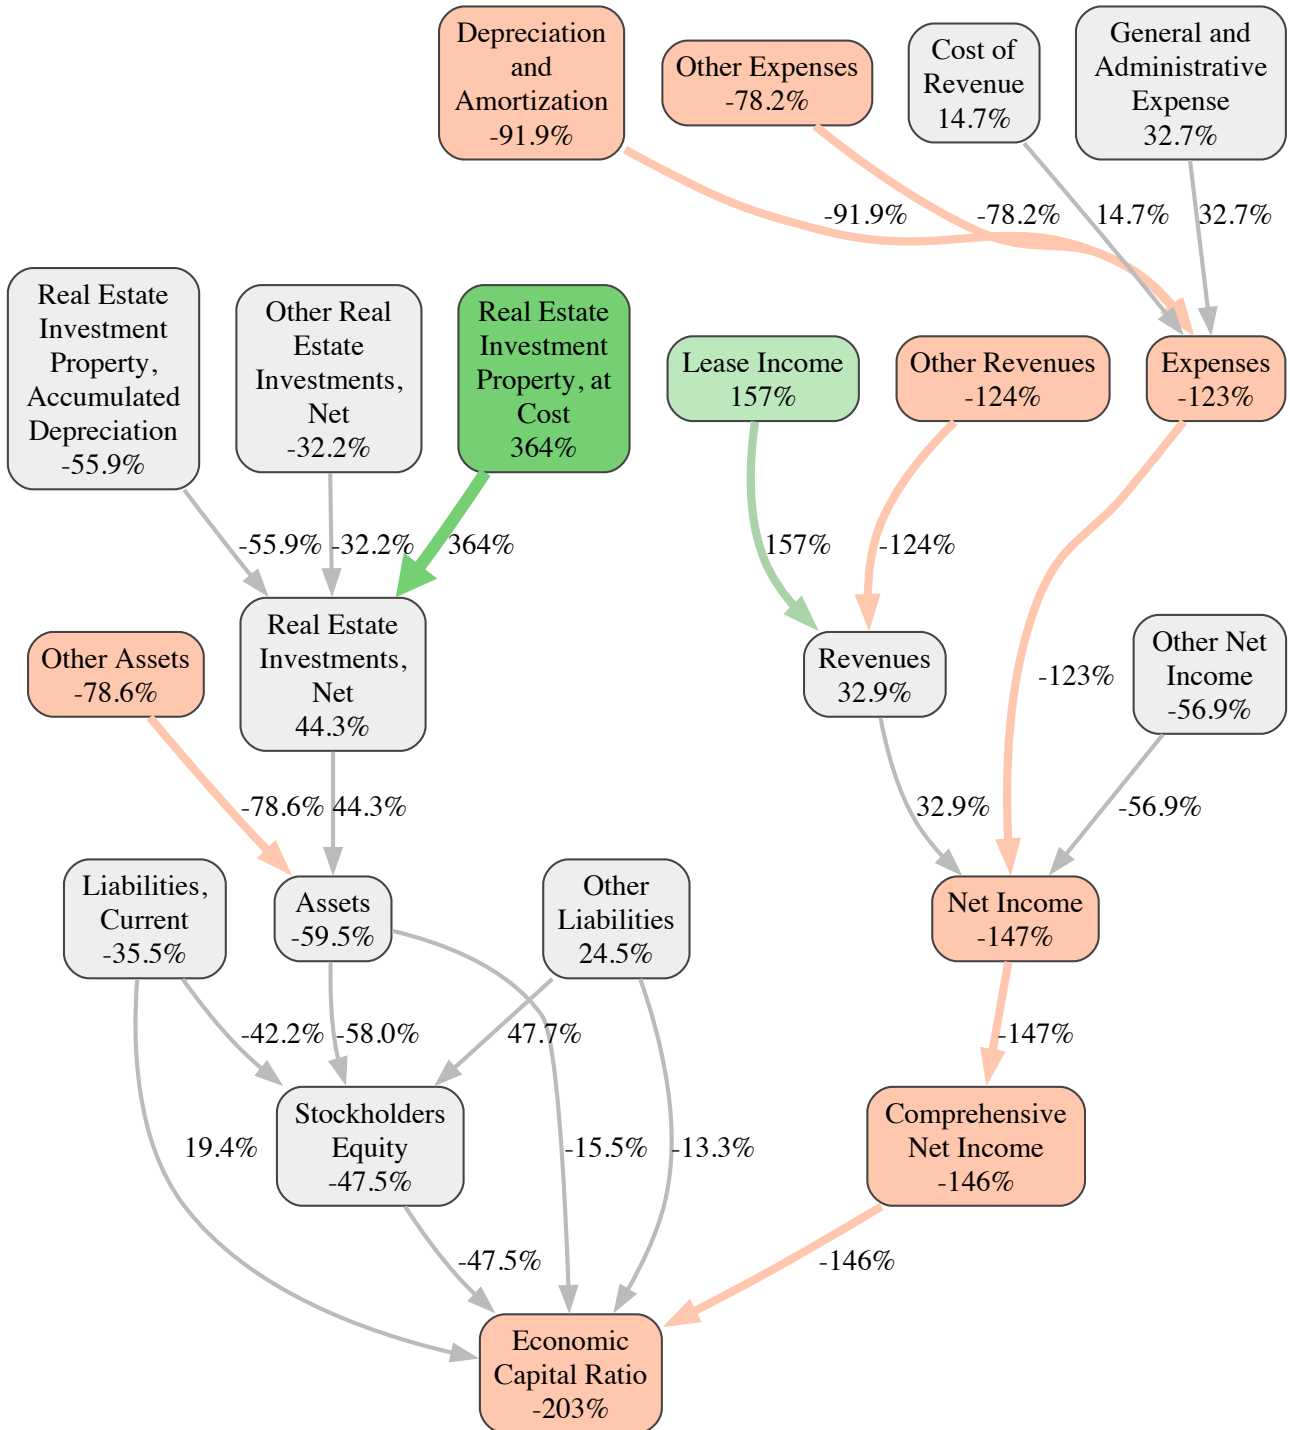 Depreciation
and
Amortization
-91.9%
Other Expenses
-78.2%
Cost of
Revenue
14.7%
General and
Administrative
Expense
32.7%
-91.9%
-78.2%
14.7%
32.7%
Real Estate
Investment
Property,
Accumulated
Depreciation
-55.9%
Other Real
Estate
Investments,
Net
-32.2%
Real Estate
Investment
Property, at
Cost
364%
Lease Income
157%
Other Revenues
-124%
Expenses
-123%
-55.9%
-32.2%
364%
157%
-124%
Other Assets
-78.6%
Real Estate
Investments,
Net
44.3%
Revenues
32.9%
-123%
Other Net
Income
-56.9%
-78.6%
44.3%
32.9%
-56.9%
Liabilities,
Current
-35.5%
Assets
-59.5%
Other
Liabilities
24.5%
Net Income
-147%
-42.2%
-58.0%
47.7%
-147%
Stockholders
Equity
-47.5%
Comprehensive
Net Income
-146%
19.4%
-15.5%
-13.3%
-47.5%
-146%
Economic
Capital Ratio
-203%